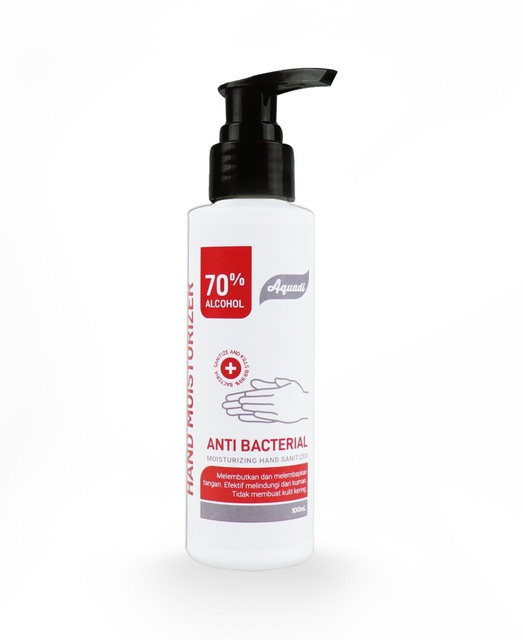 70%
ALCOHOL
Aquadi
HAND MOISTURIZER
SANITIZE AND KILLS 99.99% BACTERIA
ANTI BACTERIAL
MOISTURIZING HAND SANITIZER
Melembutkan dan melembapkan
tangan. Efektif melindungi dari kuman.
Tidak membuat kulit kering.
100mL